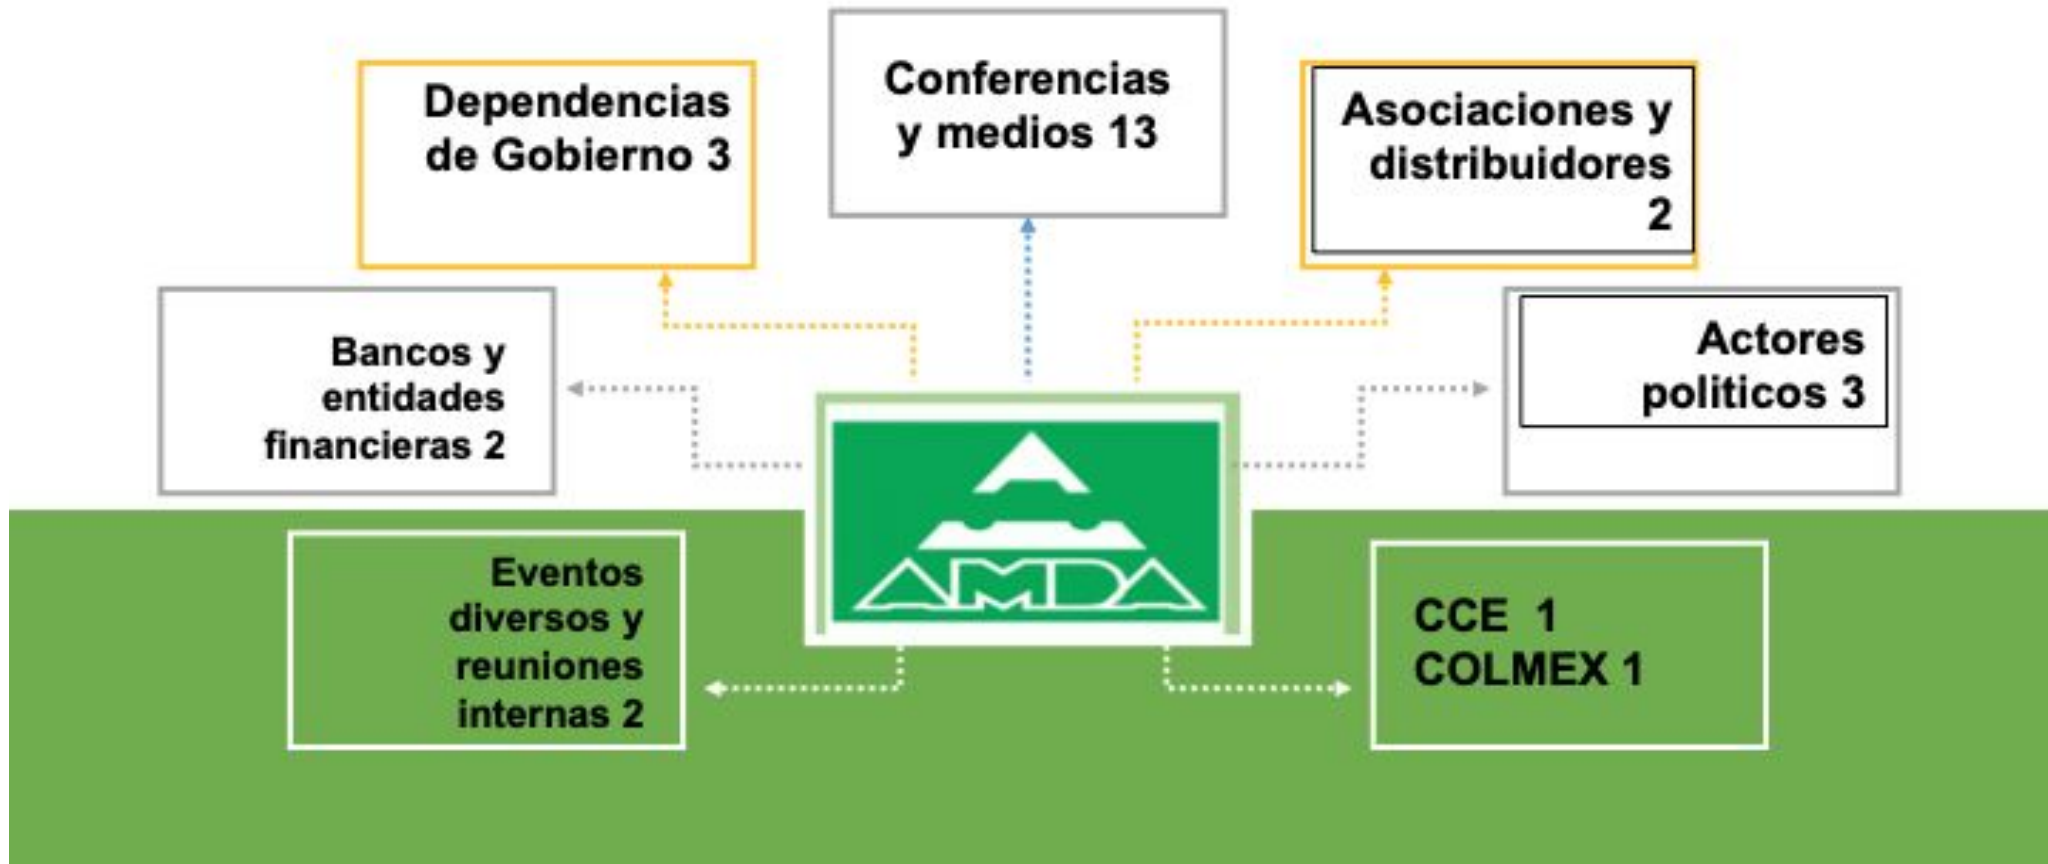 Conferencias
y medios 13
Dependencias
de Gobierno 3
Asociaciones y
distribuidores
2
Bancos y
entidades
financieras 2
Actores
politicos 3
AMDA
Eventos
diversos y
reuniones
internas 2
CCE 1
COLMEX 1